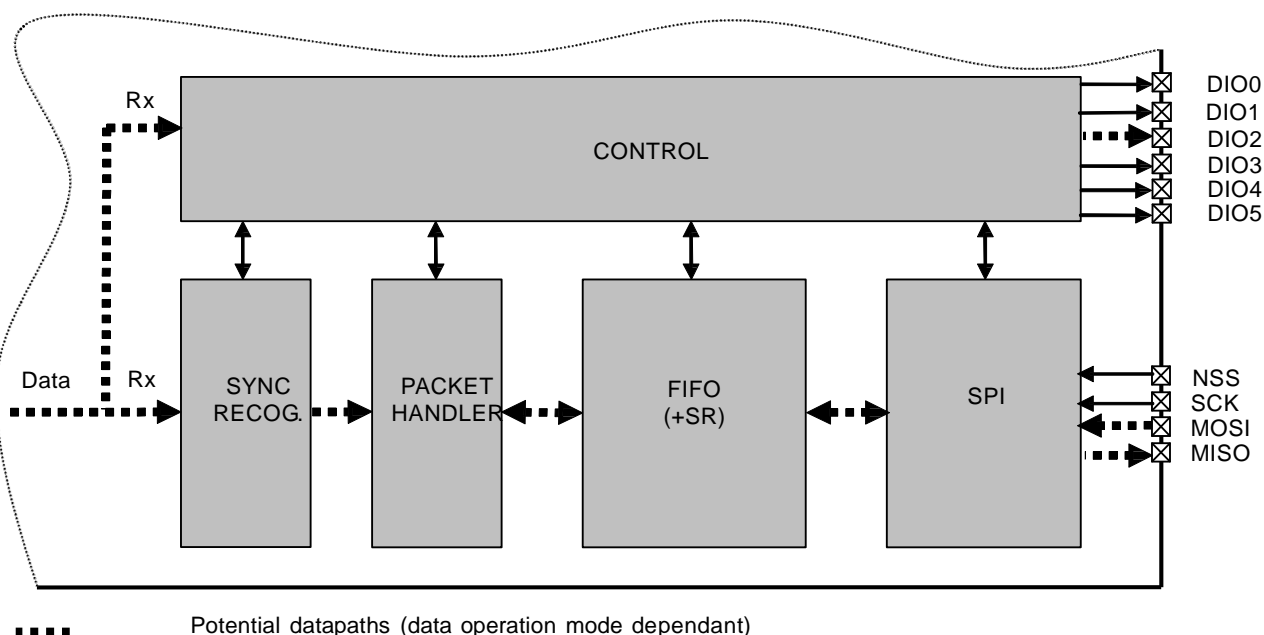 Rx
CONTROL
DIO0
DIO1
DIO2
DIO3
DIO4
DIO5
Data
Rx
SYNC
RECOG.
PACKET
HANDLER
FIFO
(+SR)
SPI
NSS
SCK
MOSI
MISO
Potential datapaths (data operation mode dependant)